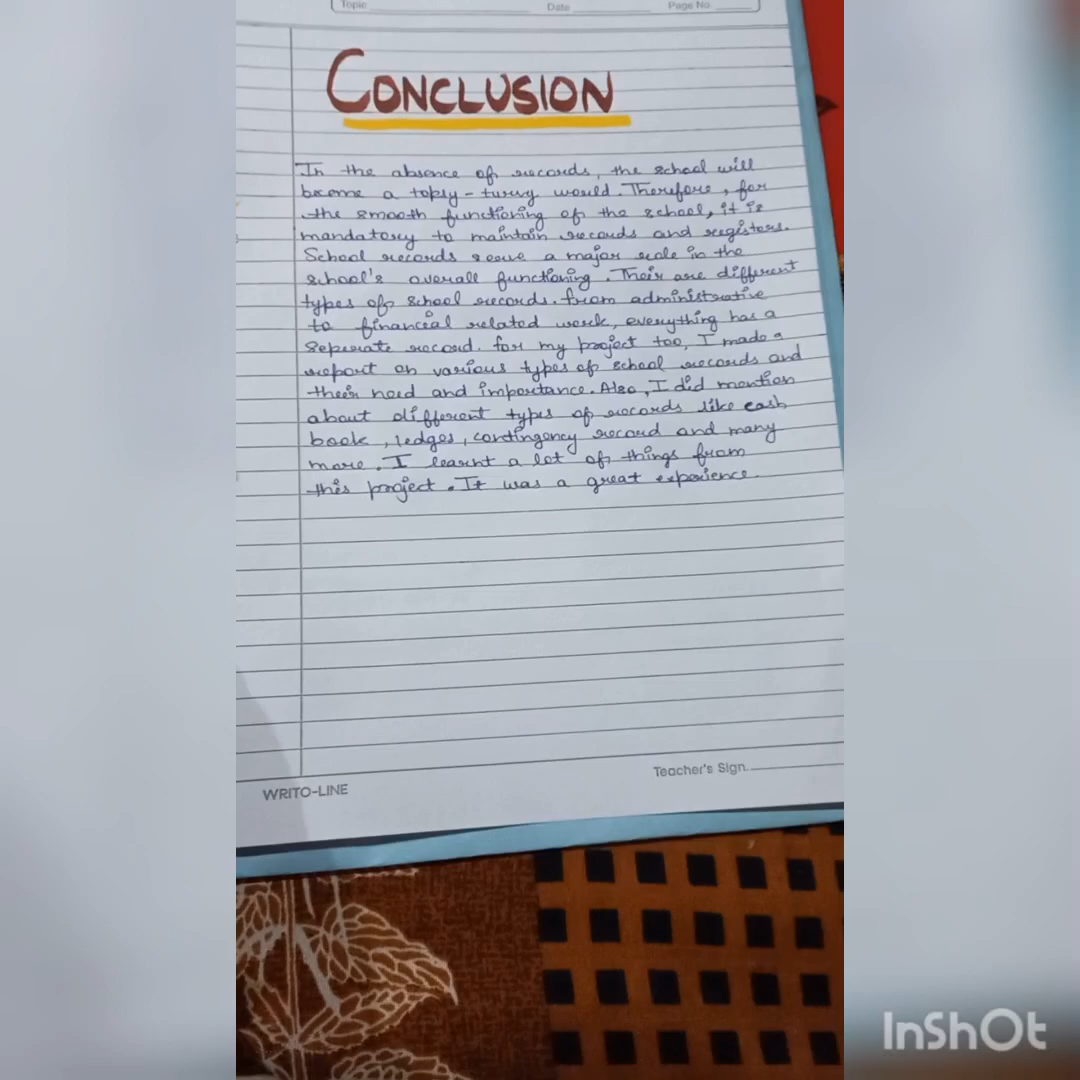 Topic
Date
Page No.
CONCLUSION
In the absence of records, the school will
become a topsy-turvy would. Therefore, for
the smooth functioning of the school, it is
mandatory to maintain records and registers.
School records serve a major role in the
school's overall functioning. Their are different
types of school records. from administrative
to financial related work, everything has a
seperate record. for my project too, I made a
report on various types of school records and
their need and importance. Also, I did mention
about different types of records like cash
book, ledges, contingency record and many
more. I learnt a lot of things from
this project. It was a great experience.
Teacher's Sign.
WRITO-LINE
InShOt